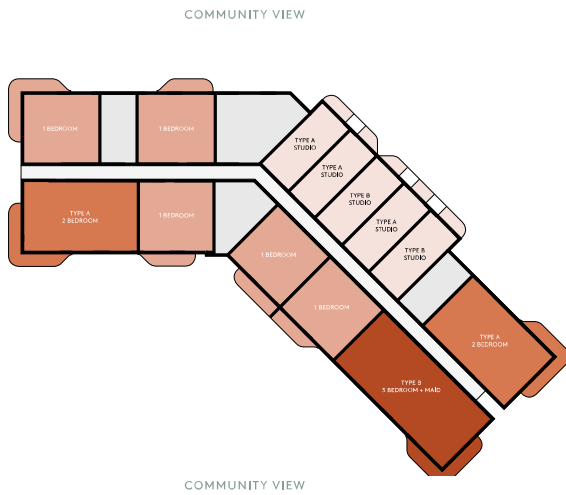 COMMUNITY VIEW
1 BEDROOM
1 BEDROOM
TYPE A
STUDIO
TYPE A
STUDIO
TYPE B
STUDIO
TYPE A
STUDIO
TYPE B
STUDIO
TYPE A
2 BEDROOM
1 BEDROOM
1 BEDROOM
1 BEDROOM
TYPE A
2 BEDROOM
TYPE B
3 BEDROOM + MAID
COMMUNITY VIEW